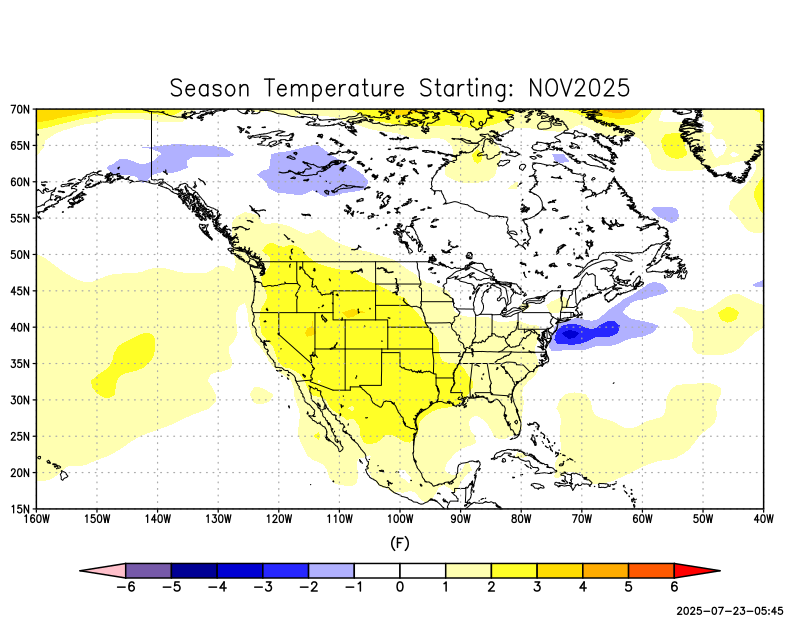 Season Temperature Starting: NOV2025
70N
65N
60N
55N
50N
45N
40N
35N
30N
25N
20N
15N
160W 150W 140W 130W 120W 110W 100W 90W 80W 70W 60W 50W 40W
(F)
−6 −5 −4 −3 −2 −1 0 1 2 3 4 5 6
2025-07-23-05:45